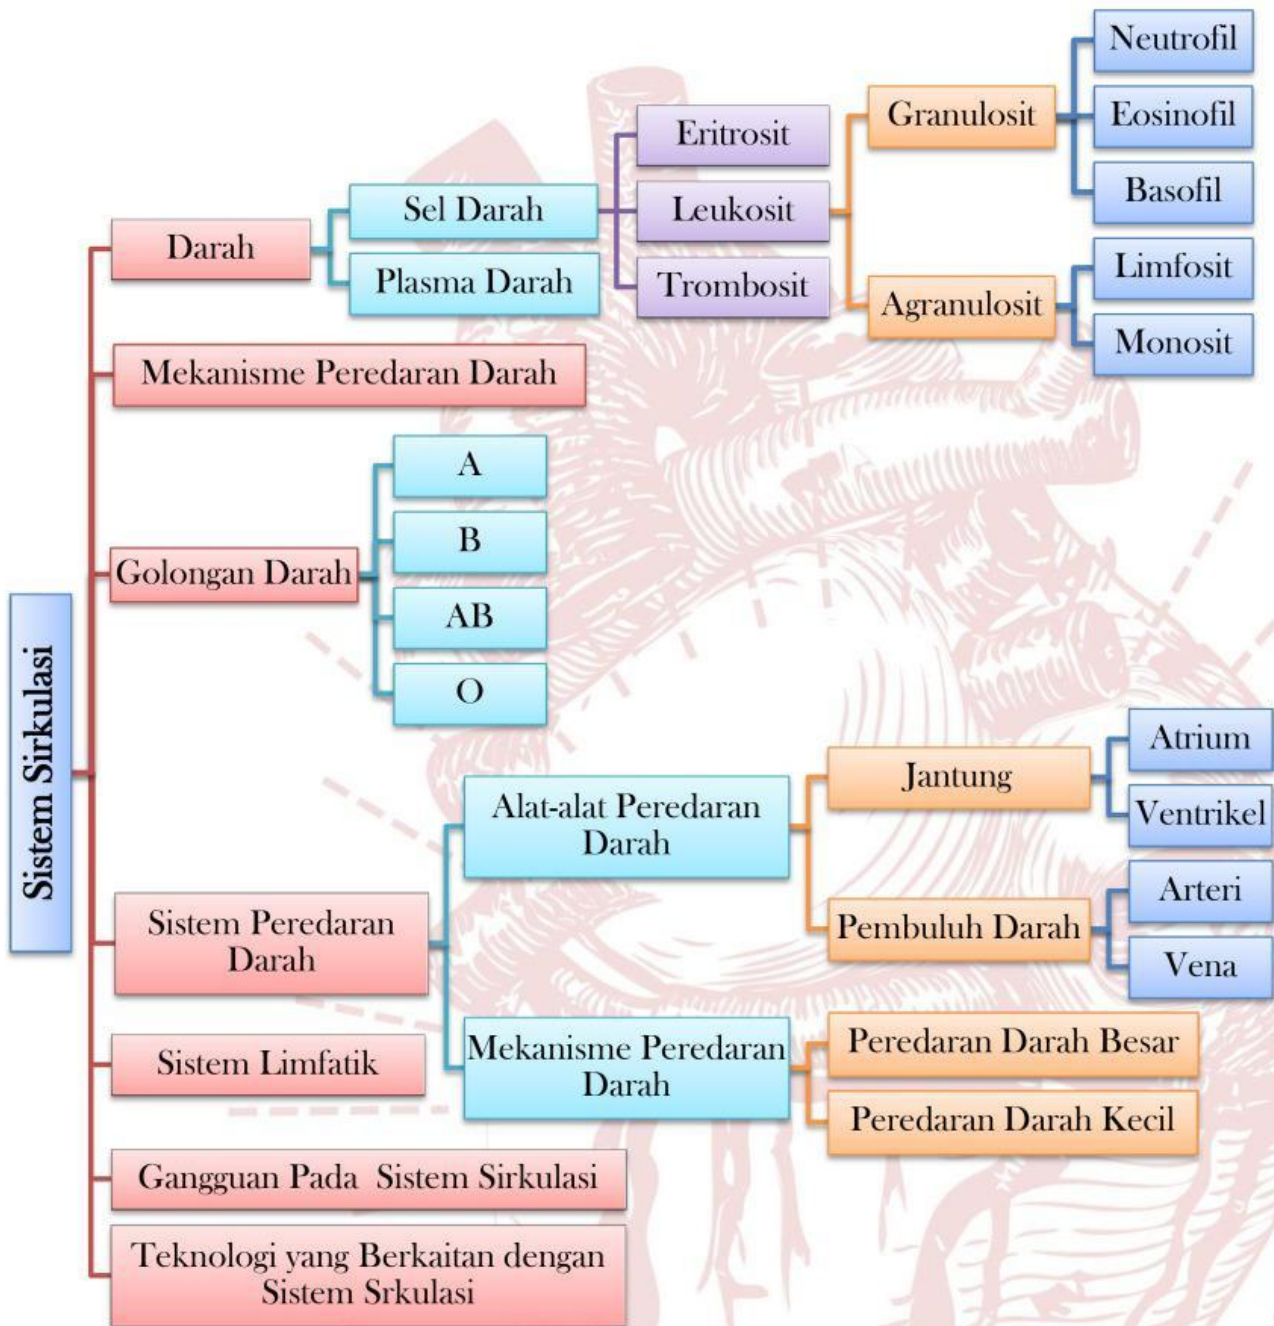 Sistem Sirkulasi
Darah
Sel Darah
Plasma Darah
Eritrosit
Leukosit
Trombosit
Granulosit
Agranulosit
Neutrofil
Eosinofil
Basofil
Limfosit
Monosit
Mekanisme Peredaran Darah
Golongan Darah
A
B
AB
O
Sistem Peredaran
Darah
Alat-alat Peredaran
Darah
Jantung
Atrium
Ventrikel
Pembuluh Darah
Arteri
Vena
Mekanisme Peredaran
Darah
Peredaran Darah Besar
Peredaran Darah Kecil
Sistem Limfatik
Gangguan Pada Sistem Sirkulasi
Teknologi yang Berkaitan dengan
Sistem Srkulasi